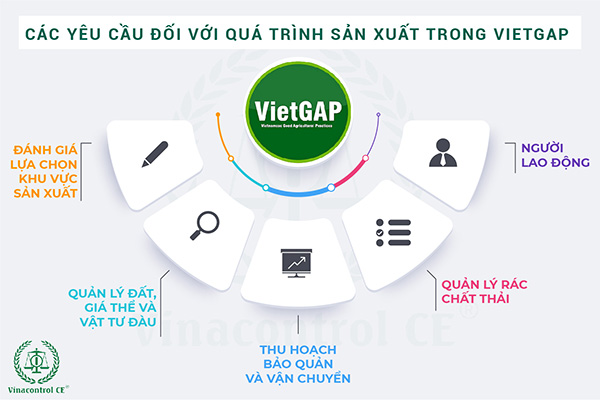 CÁC YÊU CẦU ĐỐI VỚI QUÁ TRÌNH SẢN XUẤT TRONG VIETGAP
VietGAP
Vietnamese Good Agricultural Practices
ĐÁNH GIÁ
LỰA CHỌN
KHU VỰC
SẢN XUẤT
QUẢN LÝ ĐẤT,
GIÁ THỂ VÀ
VẬT TƯ ĐÀU
THU HOẠCH
BẢO QUẢN
VÀ VẬN CHUYỂN
QUẢN LÝ RÁC
CHẤT THẢI
NGƯỜI
LAO ĐỘNG
Vinacontrol CE®
Vinacontrol CE®